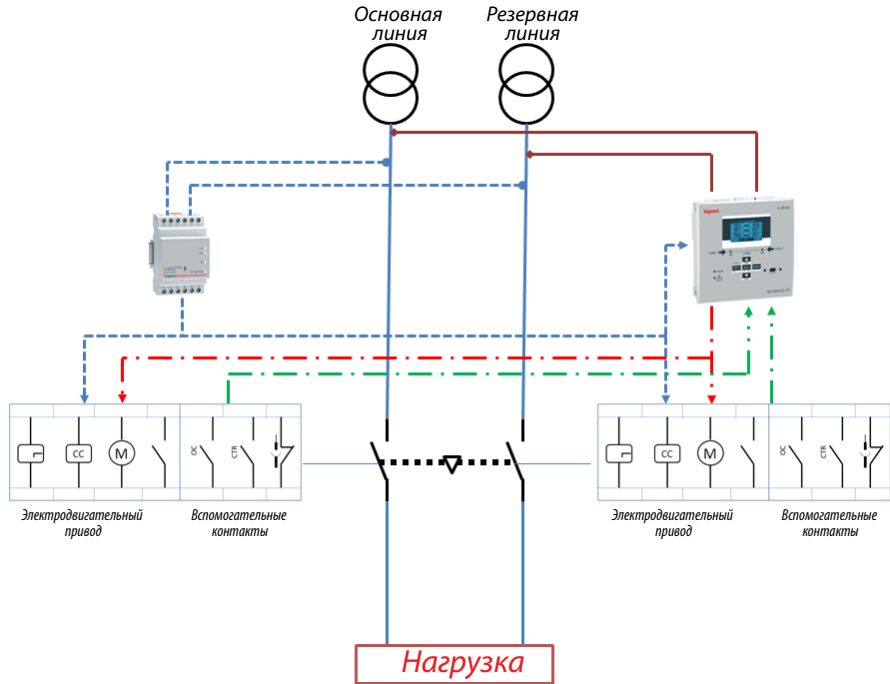 Основная
линия
Резервная
линия
legrand
CC
M
OC
CTR
CC
M
OC
CTR
Электродвигательный
привод
Вспомогательные
контакты
Электродвигательный
привод
Вспомогательные
контакты
Нагрузка